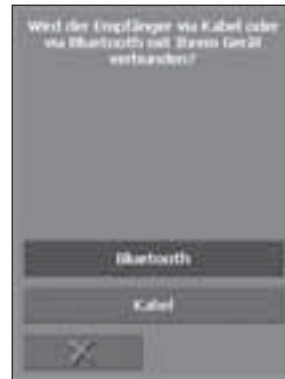 Wird der Empfänger via Kabel oder
via Bluetooth mit Ihrem Gerät
verbunden?
Bluetooth
Kabel